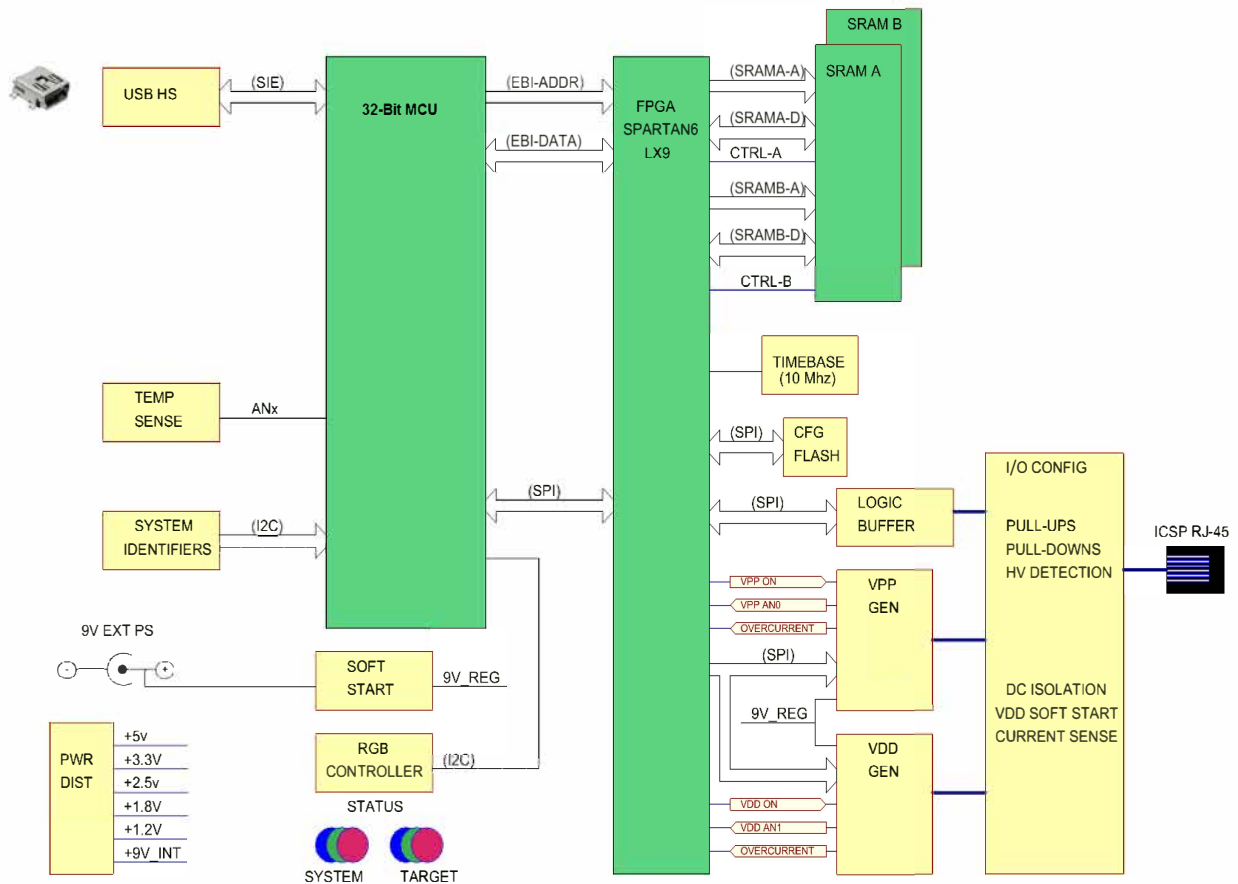 SRAM B
SRAM A
USB HS
(SIE)
32-Bit MCU
(EBI-ADDR)
(EBI-DATA)
FPGA
SPARTAN6
LX9
(SRAMA-A)
(SRAMA-D)
CTRL-A
(SRAMB-A)
(SRAMB-D)
CTRL-B
TIMEBASE
(10 Mhz)
TEMP
SENSE
ANx
(SPI)
CFG
FLASH
(SPI)
(SPI)
LOGIC
BUFFER
SYSTEM
IDENTIFIERS
(I2C)
I/O CONFIG
PULL-UPS
PULL-DOWNS
HV DETECTION
DC ISOLATION
VDD SOFT START
CURRENT SENSE
ICSP RJ-45
VPP ON
VPP AN0
OVERCURRENT
(SPI)
VPP
GEN
9V_REG
VDD
GEN
VDD ON
VDD AN1
OVERCURRENT
9V EXT PS
SOFT
START
9V_REG
RGB
CONTROLLER
(I2C)
STATUS
SYSTEM
TARGET
PWR
DIST
+5v
+3.3V
+2.5v
+1.8V
+1.2V
+9V_INT